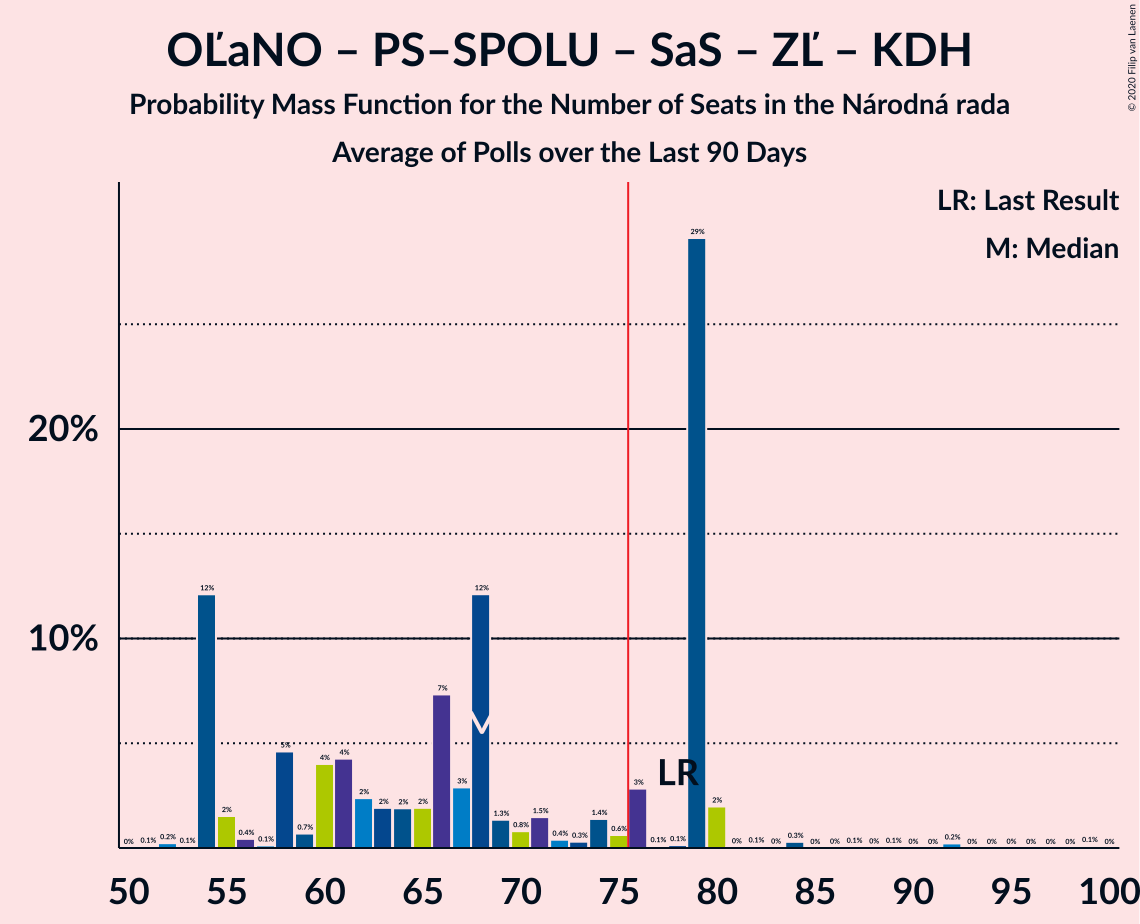 OĽaNO – PS–SPOLU – SaS – ZĽ – KDH
Probability Mass Function for the Number of Seats in the Národná rada
Average of Polls over the Last 90 Days
© 2020 Filip van Laenen
LR: Last Result
M: Median
20%
10%
0% 0.1% 0.2% 0.1% 12% 2% 0.4% 0.1% 5% 0.7% 4% 4% 2% 2% 2% 2% 7% 3% 12% 1.3% 0.8% 1.5% 0.4% 0.3% 1.4% 0.6% 3% 0.1% 0.1% 29% 2% 0% 0.1% 0% 0.3% 0% 0% 0.1% 0% 0.1% 0% 0% 0.2% 0% 0% 0% 0% 0% 0% 0.1% 0%
M
LR
50 55 60 65 70 75 80 85 90 95 100